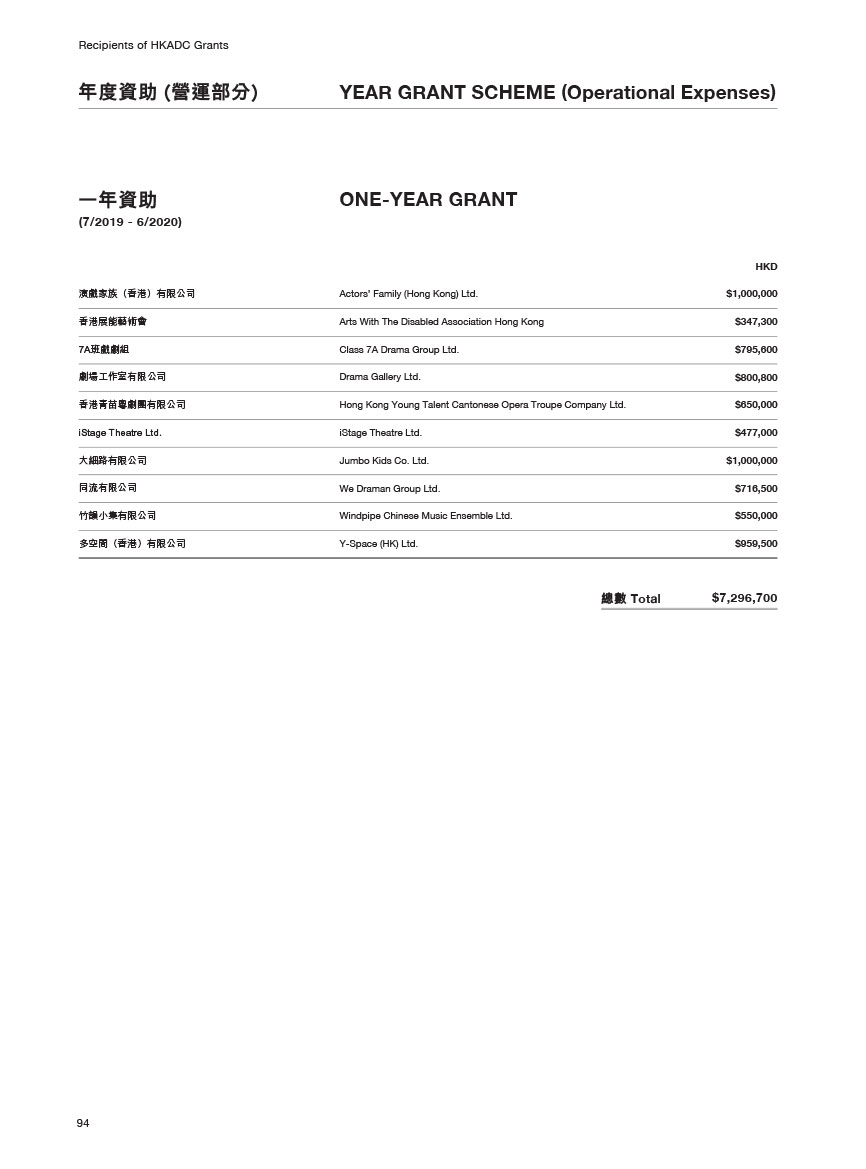 Recipients of HKADC Grants
年度資助 (營運部分) YEAR GRANT SCHEME (Operational Expenses)
一年資助 ONE-YEAR GRANT
(7/2019 - 6/2020)
HKD
演戲家族（香港）有限公司 Actors' Family (Hong Kong) Ltd. $1,000,000
香港展能藝術會 Arts With The Disabled Association Hong Kong $347,300
7A班戲劇組 Class 7A Drama Group Ltd. $795,600
劇場工作室有限公司 Drama Gallery Ltd. $800,800
香港青苗粵劇團有限公司 Hong Kong Young Talent Cantonese Opera Troupe Company Ltd. $650,000
iStage Theatre Ltd. iStage Theatre Ltd. $477,000
大細路有限公司 Jumbo Kids Co. Ltd. $1,000,000
同流有限公司 We Draman Group Ltd. $716,500
竹韻小集有限公司 Windpipe Chinese Music Ensemble Ltd. $550,000
多空間（香港）有限公司 Y-Space (HK) Ltd. $959,500
總數 Total $7,296,700
94